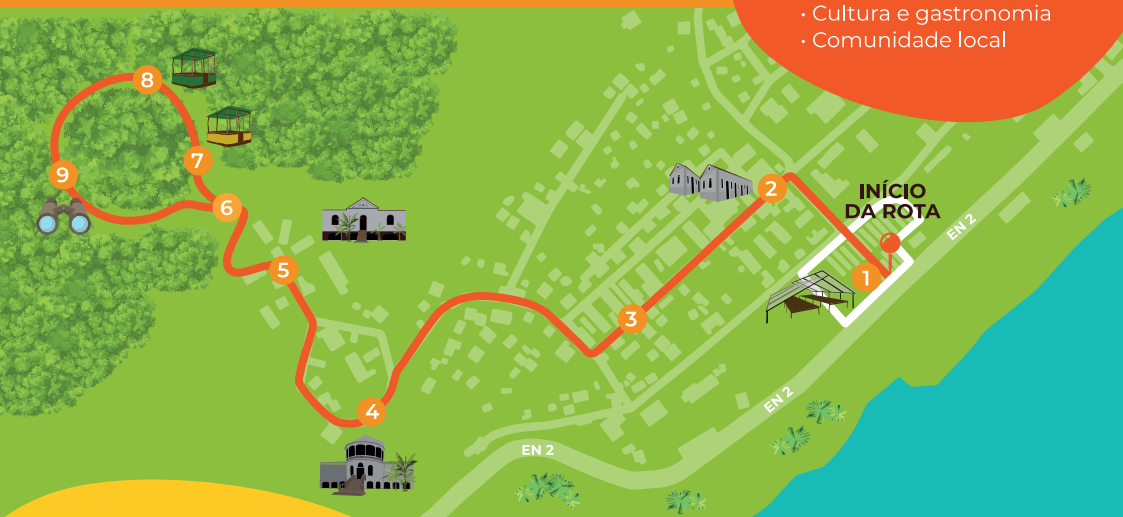 • Cultura e gastronomia
• Comunidade local
8
7
9
6
2
INÍCIO
DA ROTA
EN 2
5
1
3
4
EN 2
EN 2